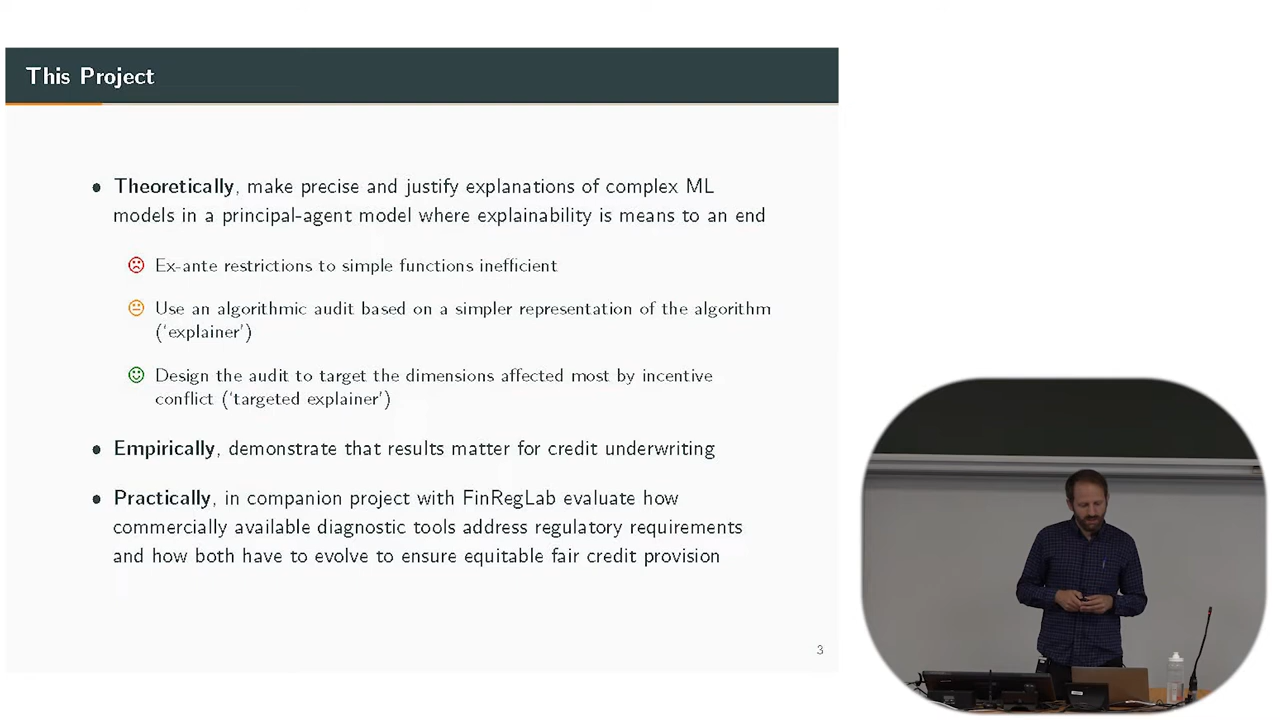 This Project
• Theoretically, make precise and justify explanations of complex ML
models in a principal-agent model where explainability is means to an end
Ex-ante restrictions to simple functions inefficient
Use an algorithmic audit based on a simpler representation of the algorithm
(‘explainer’)
Design the audit to target the dimensions affected most by incentive
conflict (‘targeted explainer’)
• Empirically, demonstrate that results matter for credit underwriting
• Practically, in companion project with FinRegLab evaluate how
commercially available diagnostic tools address regulatory requirements
and how both have to evolve to ensure equitable fair credit provision
3